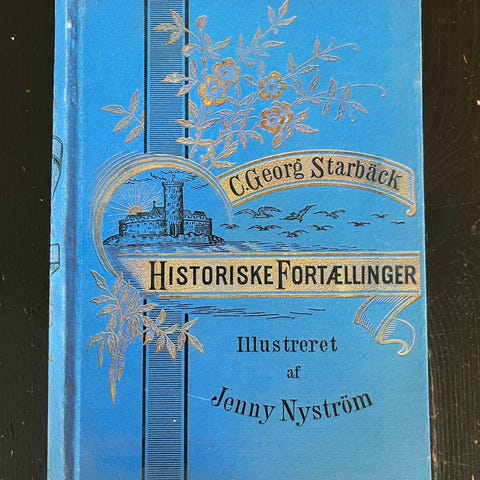 C. Georg Starbäck
HISTORISKE FORTÆLLINGER
Illustreret
af
Jenny Nyström